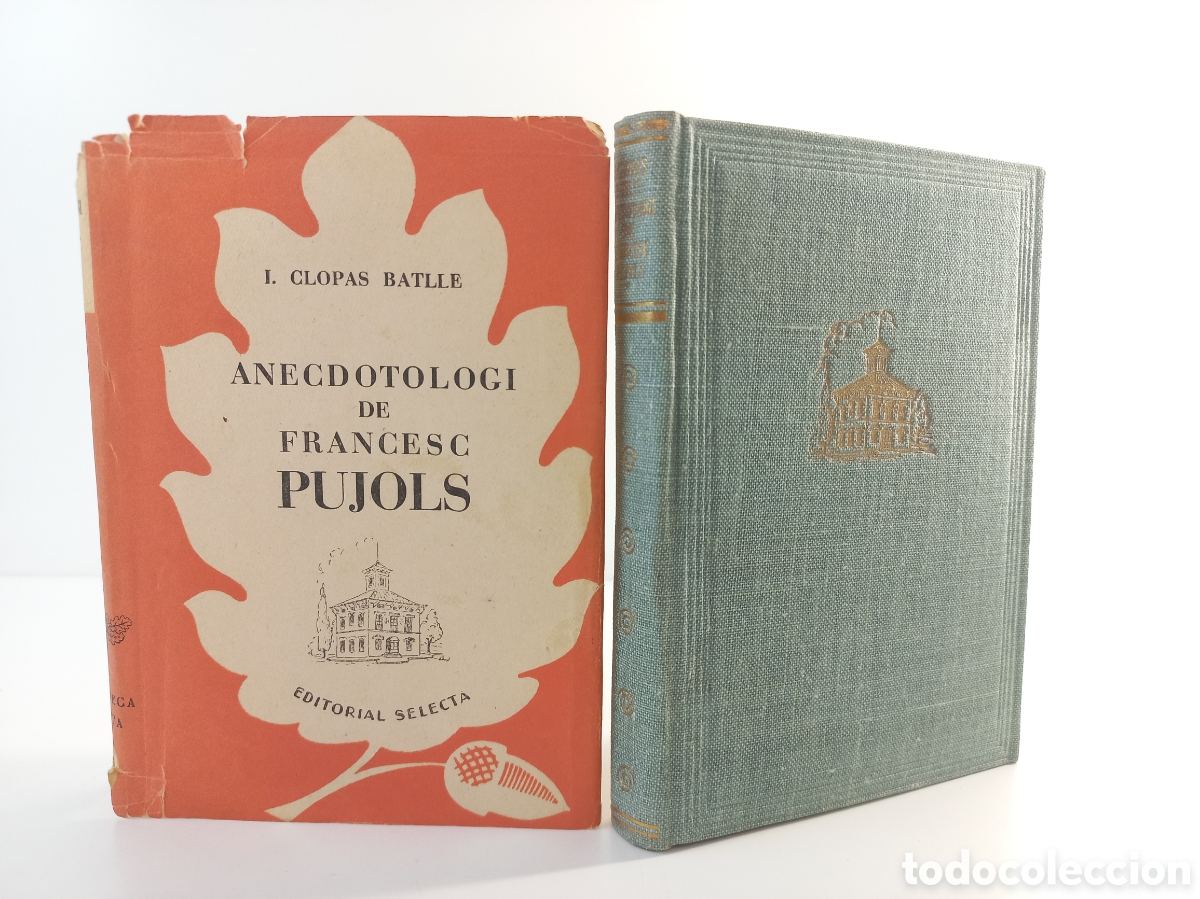 I. CLOPAS BATLLE
ANECDOTOLOGI
DE
FRANCESC
PUJOLS
EDITORIAL SELECTA
todocoleccion